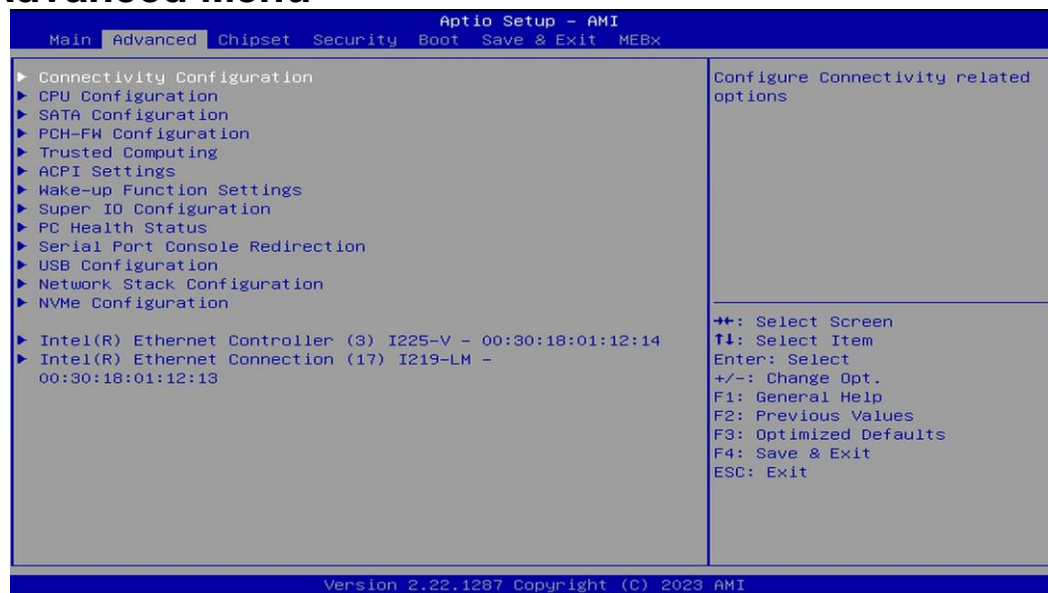 Advanced Menu
Aptio Setup – AMI
Main Advanced Chipset Security Boot Save & Exit MEBx
▶ Connectivity Configuration
▶ CPU Configuration
▶ SATA Configuration
▶ PCH-FW Configuration
▶ Trusted Computing
▶ ACPI Settings
▶ Wake-up Function Settings
▶ Super IO Configuration
▶ PC Health Status
▶ Serial Port Console Redirection
▶ USB Configuration
▶ Network Stack Configuration
▶ NVMe Configuration
▶ Intel(R) Ethernet Controller (3) I225-V – 00:30:18:01:12:14
▶ Intel(R) Ethernet Connection (17) I219-LM –
00:30:18:01:12:13
Configure Connectivity related
options
→←: Select Screen
↑↓: Select Item
Enter: Select
+/-: Change Opt.
F1: General Help
F2: Previous Values
F3: Optimized Defaults
F4: Save & Exit
ESC: Exit
Version 2.22.1287 Copyright (C) 2023 AMI